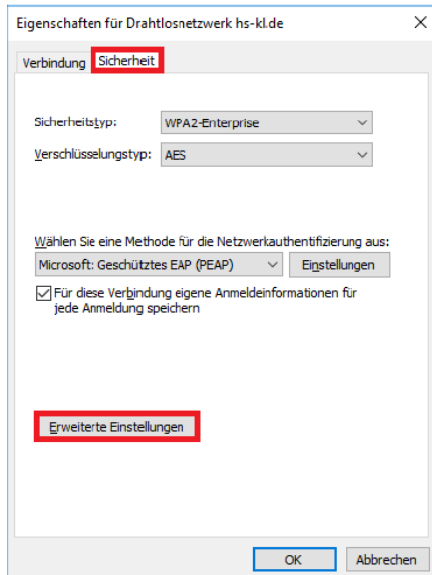 Eigenschaften für Drahtlosnetzwerk hs-kl.de
Verbindung Sicherheit
Sicherheitstyp: WPA2-Enterprise
Verschlüsselungstyp: AES
Wählen Sie eine Methode für die Netzwerkauthentifizierung aus:
Microsoft: Geschütztes EAP (PEAP) Einstellungen
Für diese Verbindung eigene Anmeldeinformationen für
jede Anmeldung speichern
Erweiterte Einstellungen
OK Abbrechen